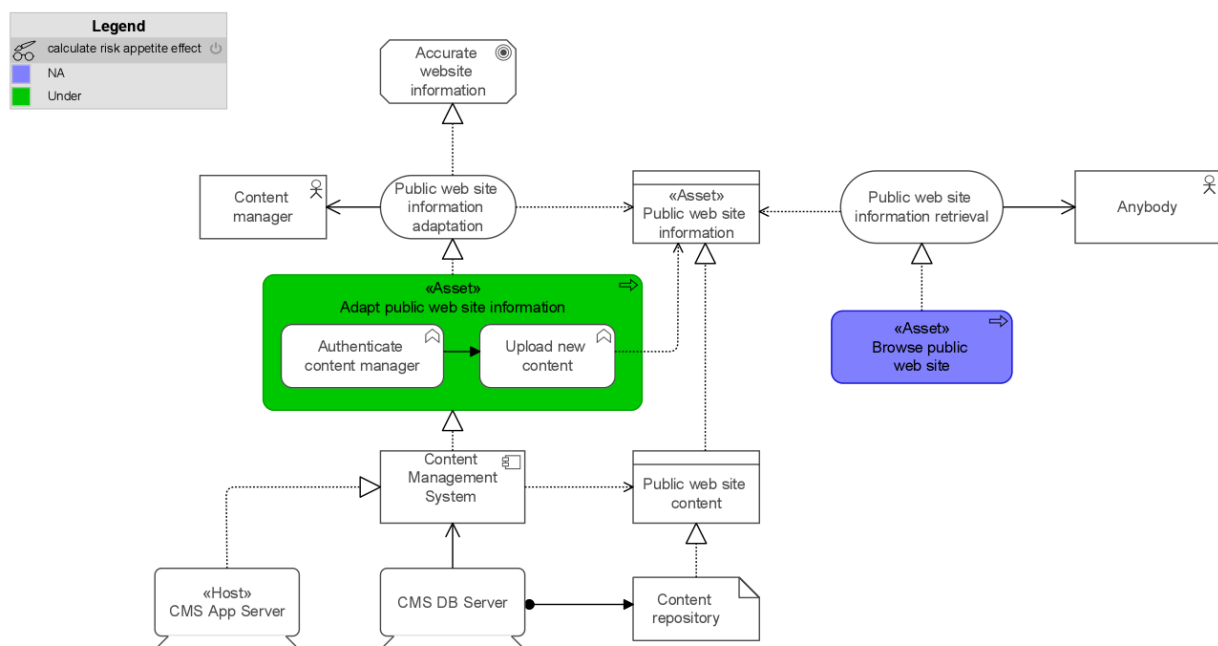 Legend
calculate risk appetite effect
NA
Under
Accurate
website
information
Content
manager
Public web site
information
adaptation
«Asset»
Public web site
information
Public web site
information retrieval
Anybody
«Asset»
Adapt public web site information
Authenticate
content manager
Upload new
content
«Asset»
Browse public
web site
Content
Management
System
Public web site
content
«Host»
CMS App Server
CMS DB Server
Content
repository